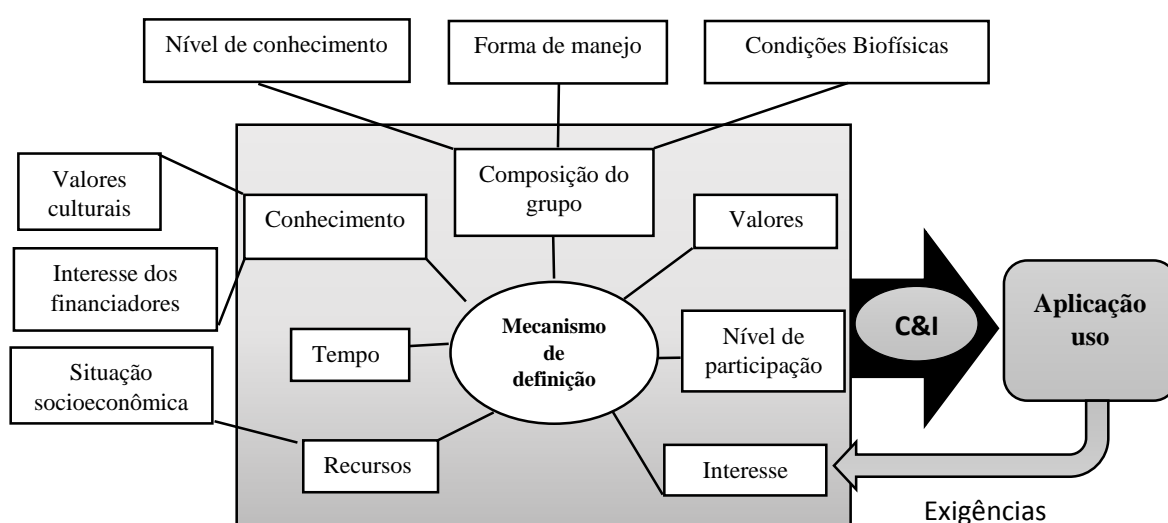 Nível de conhecimento
Forma de manejo
Condições Biofísicas
Valores
culturais
Conhecimento
Composição do
grupo
Valores
Interesse dos
financiadores
Tempo
Mecanismo
de
definição
Nível de
participação
C&I
Aplicação
uso
Situação
socioeconômica
Recursos
Interesse
Exigências